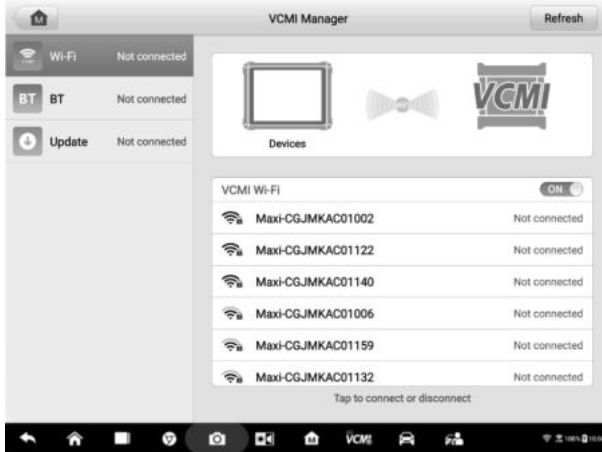 VCMI Manager
Refresh
Wi-Fi Not connected
BT BT Not connected
Update Not connected
VCMI
Devices
VCMI Wi-Fi ON
Maxi-CGJMKAC01002 Not connected
Maxi-CGJMKAC01122 Not connected
Maxi-CGJMKAC01140 Not connected
Maxi-CGJMKAC01006 Not connected
Maxi-CGJMKAC01159 Not connected
Maxi-CGJMKAC01132 Not connected
Tap to connect or disconnect
VCMI 100%